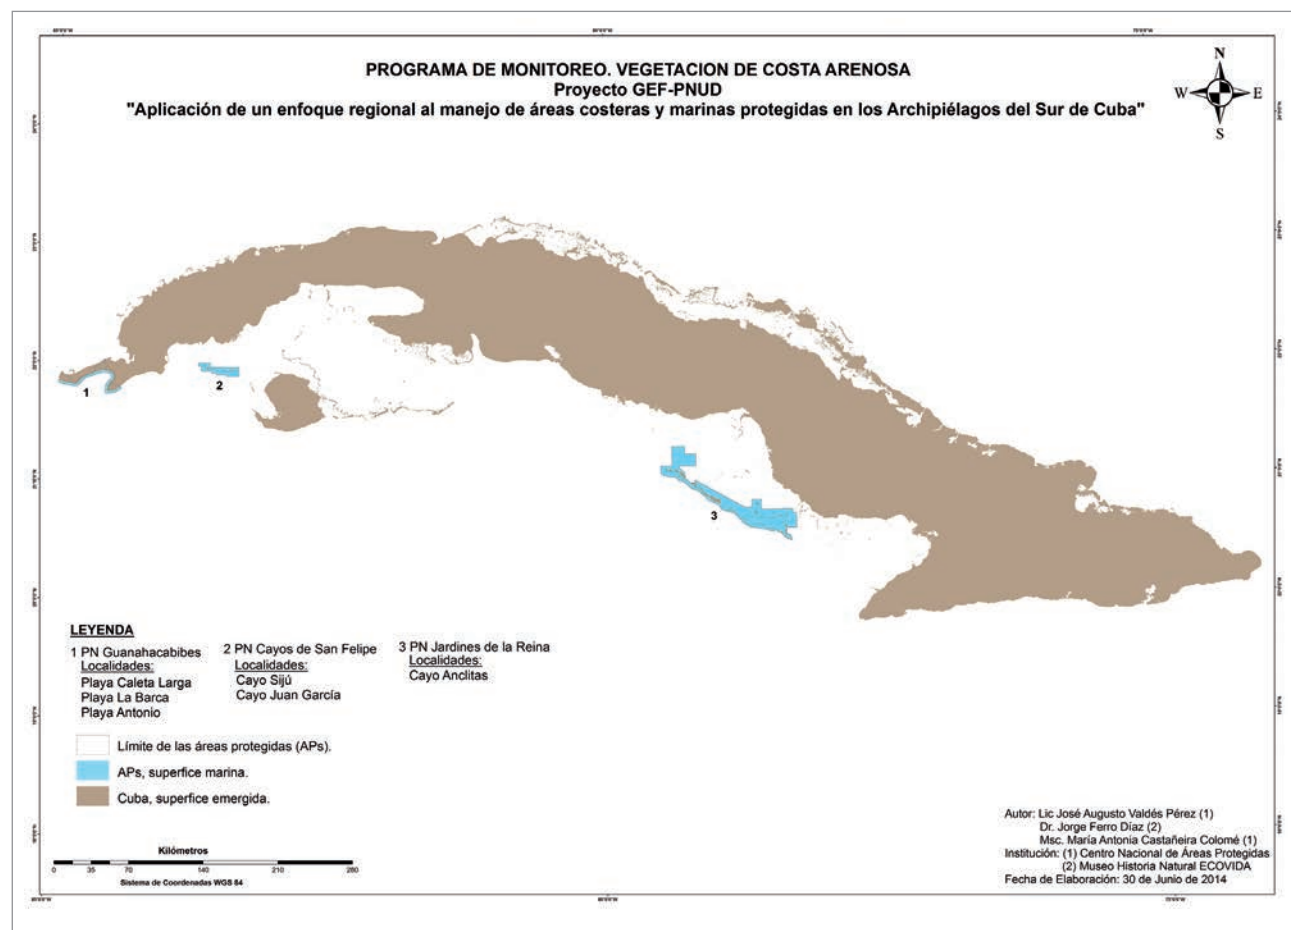 PROGRAMA DE MONITOREO. VEGETACION DE COSTA ARENOSA
Proyecto GEF-PNUD
"Aplicación de un enfoque regional al manejo de áreas costeras y marinas protegidas en los Archipiélagos del Sur de Cuba"
N
W E
S
1
2
3
LEYENDA
1 PN Guanahacabibes
Localidades:
Playa Caleta Larga
Playa La Barca
Playa Antonio
2 PN Cayos de San Felipe
Localidades:
Cayo Sijú
Cayo Juan García
3 PN Jardines de la Reina
Localidades:
Cayo Anclitas
Límite de las áreas protegidas (APs).
APs, superfice marina.
Cuba, superfice emergida.
Kilómetros
0 35 70 140 210 280
Sistema de Coordenadas WGS 84
Autor: Lic José Augusto Valdés Pérez (1)
Dr. Jorge Ferro Díaz (2)
Msc. María Antonia Castañeira Colomé (1)
Institución: (1) Centro Nacional de Áreas Protegidas
(2) Museo Historia Natural ECOVIDA
Fecha de Elaboración: 30 de Junio de 2014